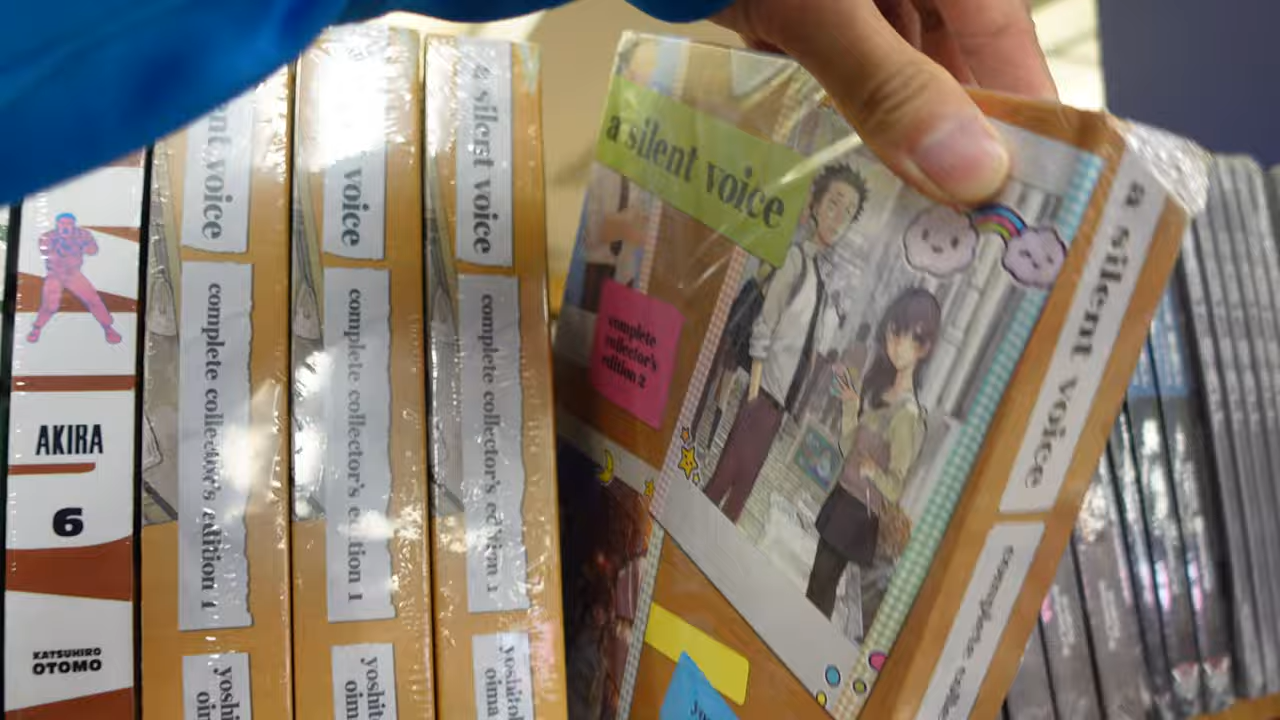 AKIRA
6
KATSUHIRO
OTOMO
voice
complete collector's edition 1
voice
complete collector's edition 1
a silent voice
complete collector's edition 1
a silent voice
complete
collector's
edition 2
a silent voice